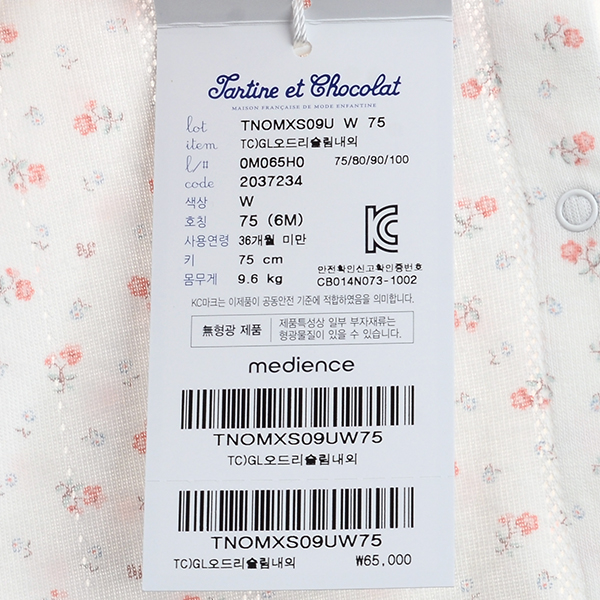 Tartine et Chocolat
MAISON FRANÇAISE DE MODE ENFANTINE
lot TNOMXS09U W 75
item TC)GL오드리슬림내의
l/# 0M065H0 75/80/90/100
code 2037234
색상 W
호칭 75 (6M)
사용연령 36개월 미만
키 75 cm
몸무게 9.6 kg
안전확인신고확인증번호
CB014N073-1002
KC마크는 이제품이 공동안전 기준에 적합하였음을 의미합니다.
無형광 제품
제품특성상 일부 부자재류는
형광물질이 있을 수 있습니다.
medience
TNOMXS09UW75
TC)GL오드리슬림내의
TNOMXS09UW75
TC)GL오드리슬림내의 ₩65,000